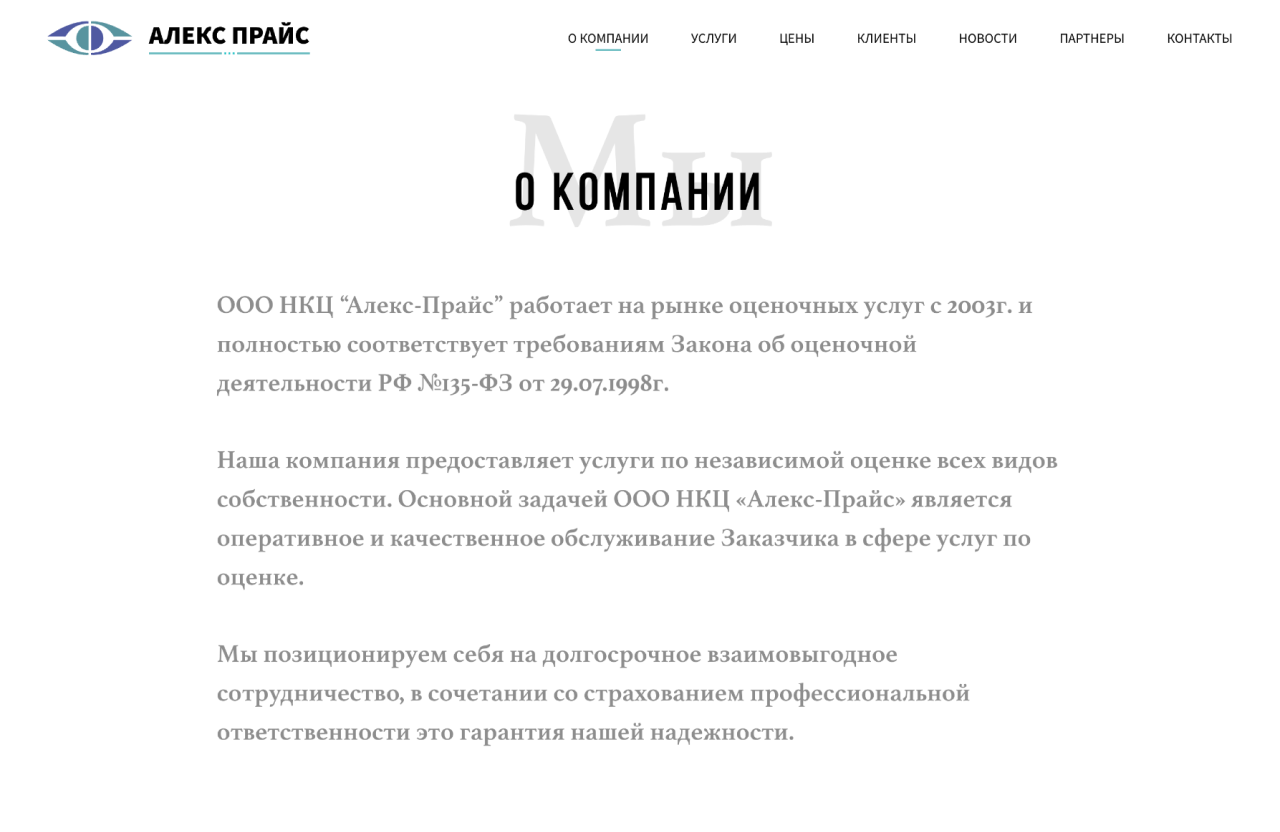 АЛЕКС ПРАЙС
О КОМПАНИИ УСЛУГИ ЦЕНЫ КЛИЕНТЫ НОВОСТИ ПАРТНЕРЫ КОНТАКТЫ
Мы
О КОМПАНИИ
ООО НКЦ “Алекс-Прайс” работает на рынке оценочных услуг с 2003г. и
полностью соответствует требованиям Закона об оценочной
деятельности РФ №135-ФЗ от 29.07.1998г.
Наша компания предоставляет услуги по независимой оценке всех видов
собственности. Основной задачей ООО НКЦ «Алекс-Прайс» является
оперативное и качественное обслуживание Заказчика в сфере услуг по
оценке.
Мы позиционируем себя на долгосрочное взаимовыгодное
сотрудничество, в сочетании со страхованием профессиональной
ответственности это гарантия нашей надежности.